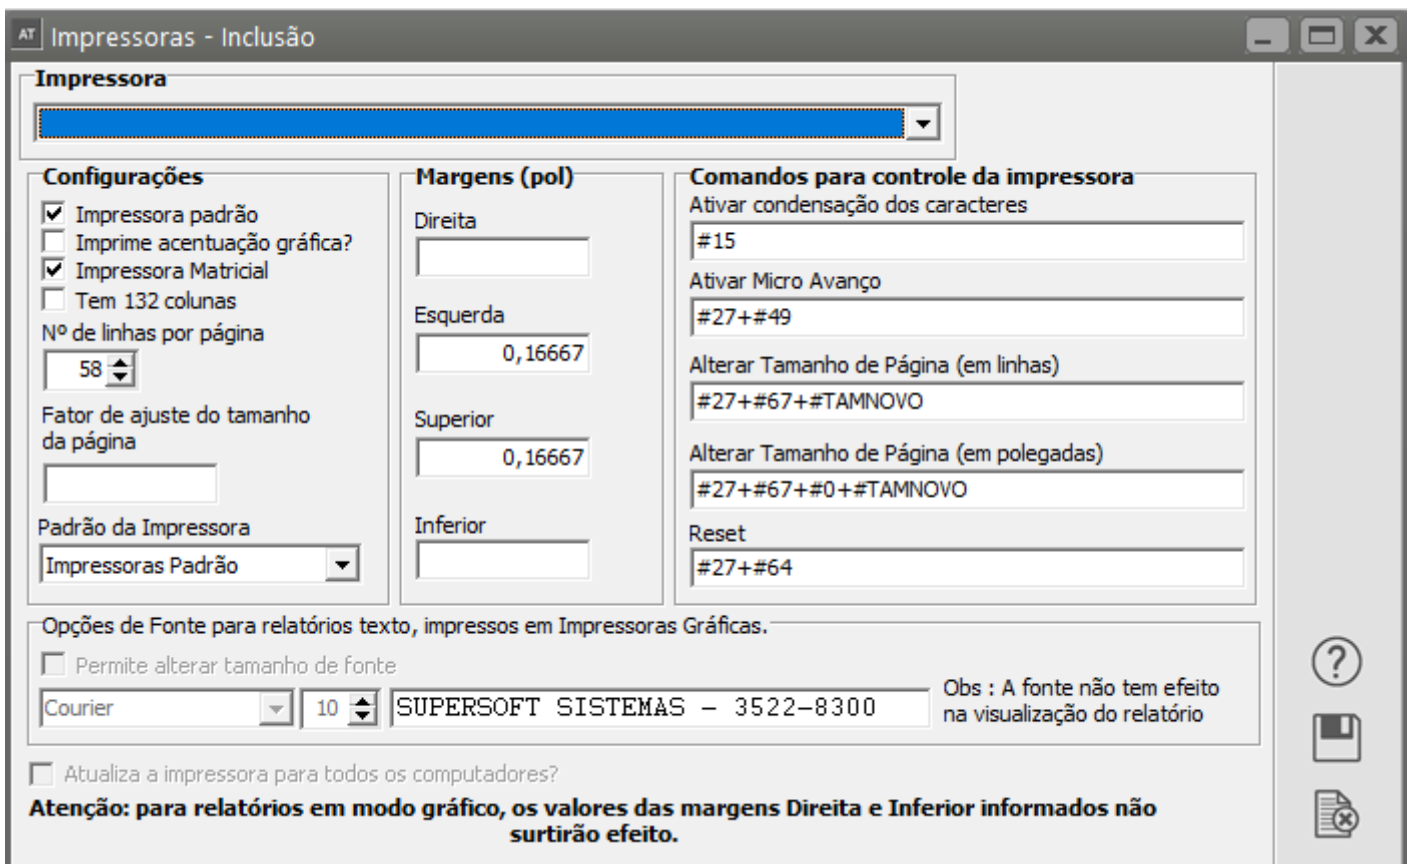 AT Impressoras - Inclusão
Impressora
Configurações
Impressora padrão
Imprime acentuação gráfica?
Impressora Matricial
Tem 132 colunas
Nº de linhas por página
58
Fator de ajuste do tamanho
da página
Padrão da Impressora
Impressoras Padrão
Margens (pol)
Direita
Esquerda
0,16667
Superior
0,16667
Inferior
Comandos para controle da impressora
Ativar condensação dos caracteres
#15
Ativar Micro Avanço
#27+#49
Alterar Tamanho de Página (em linhas)
#27+#67+#TAMNOVO
Alterar Tamanho de Página (em polegadas)
#27+#67+#0+#TAMNOVO
Reset
#27+#64
Opções de Fonte para relatórios texto, impressos em Impressoras Gráficas.
Permite alterar tamanho de fonte
Courier
10
SUPERSOFT SISTEMAS - 3522-8300
Obs : A fonte não tem efeito
na visualização do relatório
Atualiza a impressora para todos os computadores?
Atenção: para relatórios em modo gráfico, os valores das margens Direita e Inferior informados não
surtirão efeito.